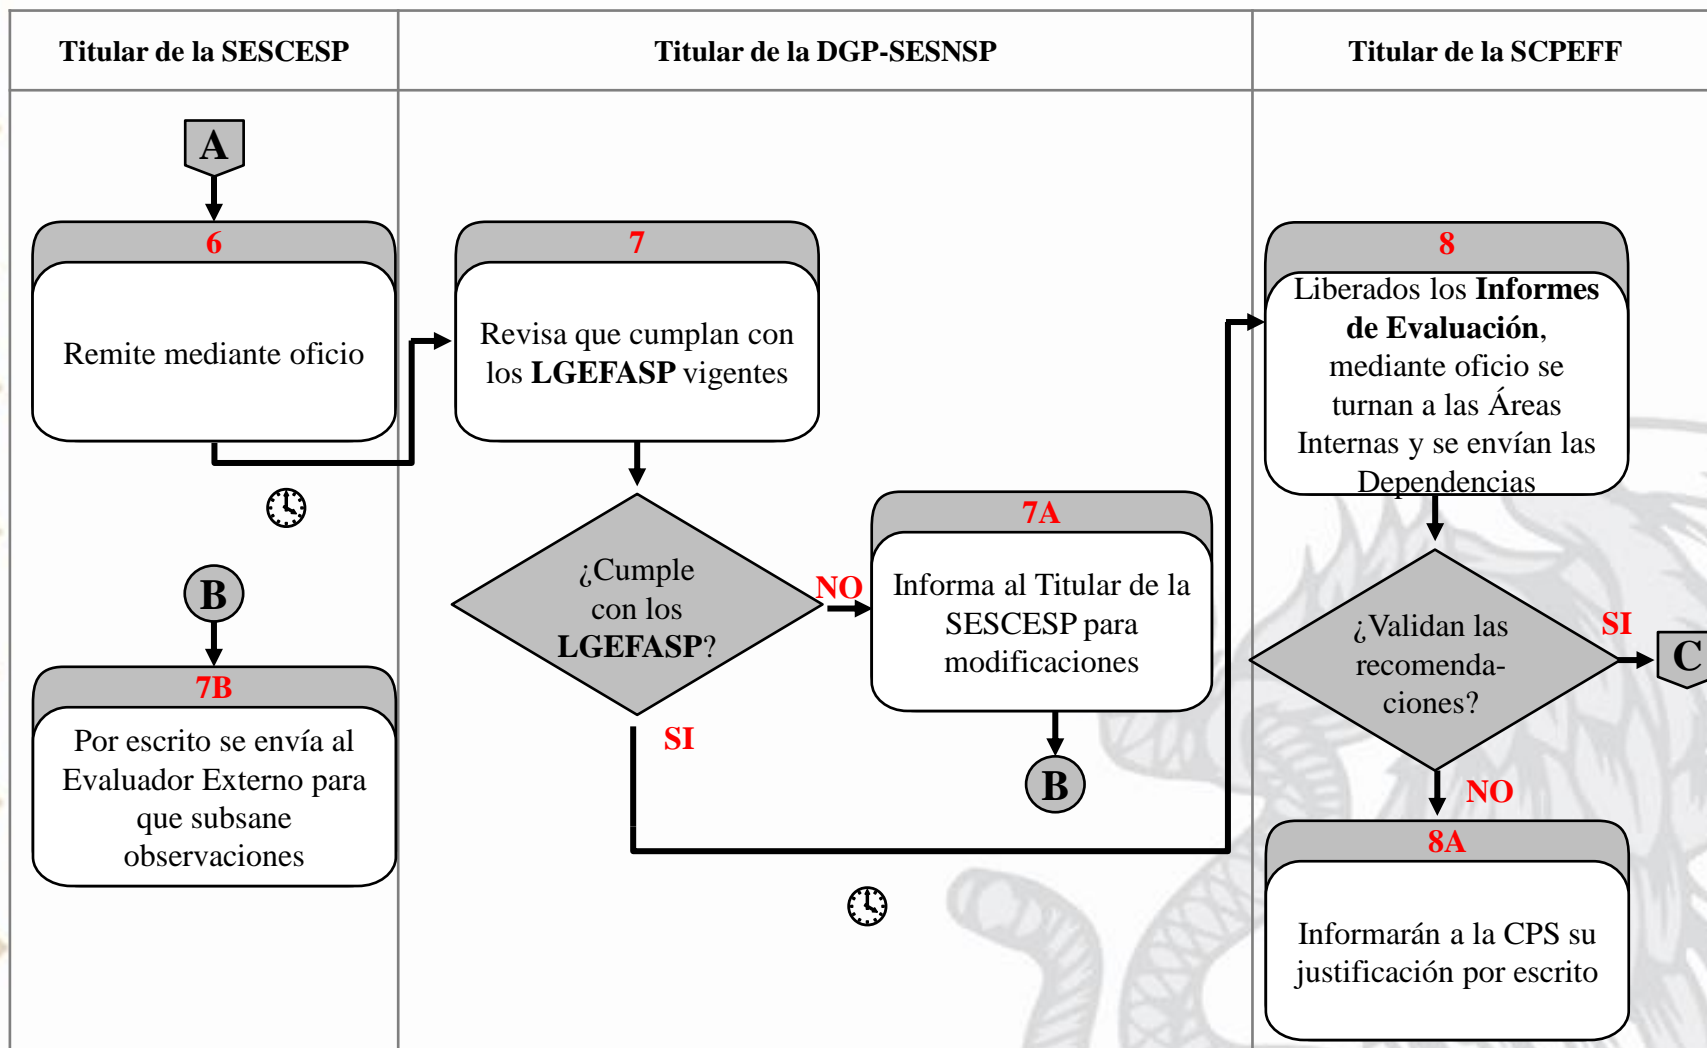 Titular de la SESCESP
Titular de la DGP-SESNSP
Titular de la SCPEFF
A
6
Remite mediante oficio
B
7B
Por escrito se envía al
Evaluador Externo para
que subsane
observaciones
7
Revisa que cumplan con
los LGEFASP vigentes
¿Cumple
con los
LGEFASP?
NO
SI
7A
Informa al Titular de la
SESCESP para
modificaciones
B
8
Liberados los Informes
de Evaluación,
mediante oficio se
turnan a las Áreas
Internas y se envían las
Dependencias
¿Validan las
recomenda-
ciones?
SI
C
NO
8A
Informarán a la CPS su
justificación por escrito